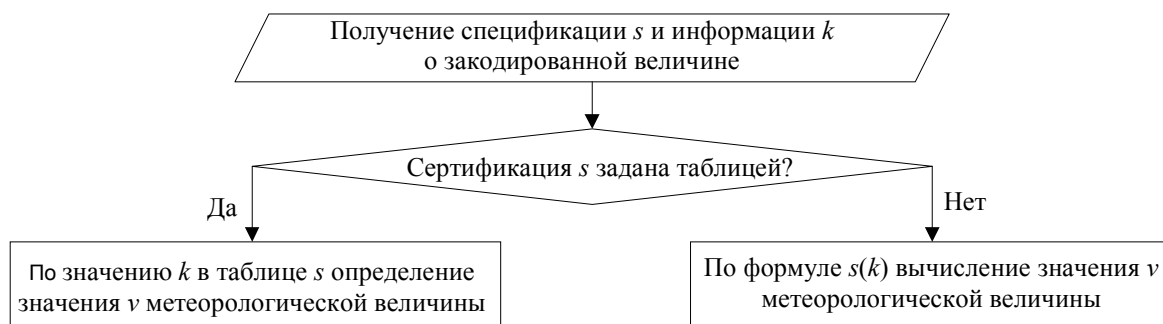 Получение спецификации s и информации k
о закодированной величине
Сертификация s задана таблицей?
Да
Нет
По значению k в таблице s определение
значения v метеорологической величины
По формуле s(k) вычисление значения v
метеорологической величины